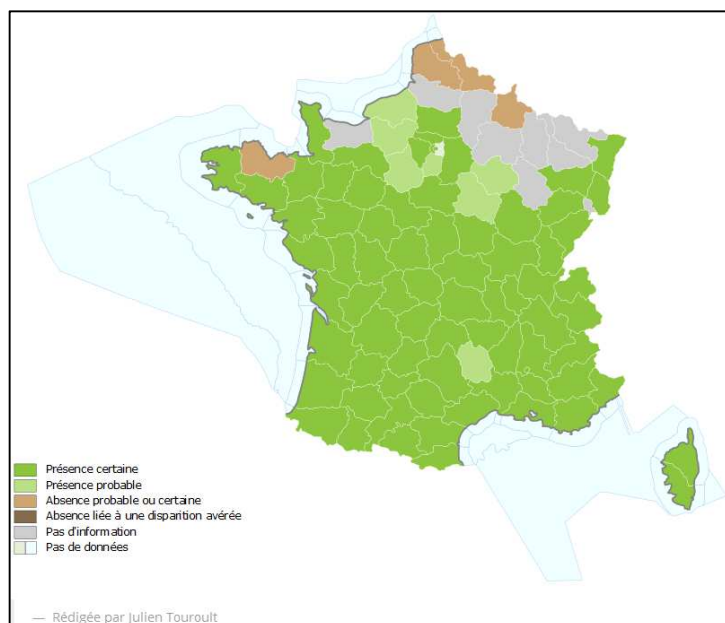 Présence certaine
Présence probable
Absence probable ou certaine
Absence liée à une disparition avérée
Pas d'information
Pas de données
— Rédigée par Julien Touroult